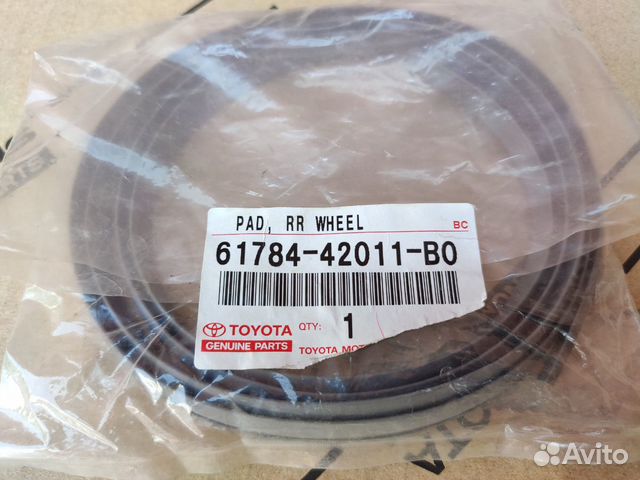 PAD, RR WHEEL BC
61784-42011-B0
TOYOTA QTY: 1
GENUINE PARTS TOYOTA MOT
Avito